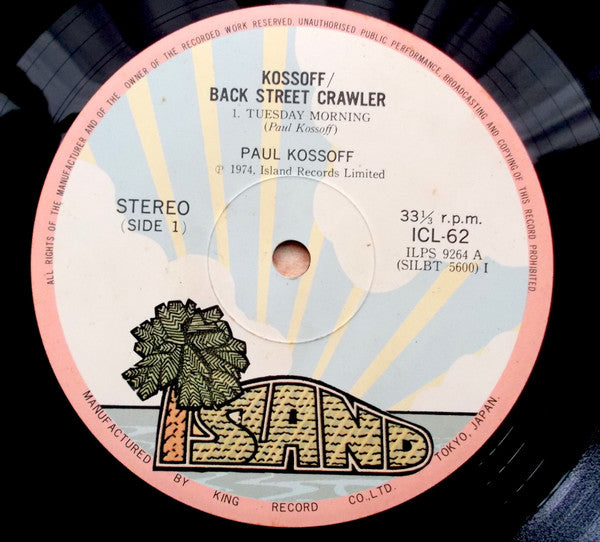 ALL RIGHTS OF THE MANUFACTURER AND OF THE OWNER OF THE RECORDED WORK RESERVED. UNAUTHORISED PUBLIC PERFORMANCE, BROADCASTING AND COPYING OF THIS RECORD PROHIBITED.
KOSSOFF/
BACK STREET CRAWLER
1. TUESDAY MORNING
(Paul Kossoff)
PAUL KOSSOFF
Ⓟ 1974, Island Records Limited
STEREO
(SIDE 1)
33⅓ r.p.m.
ICL-62
ILPS 9264 A
(SILBT 5600) I
ISLAND
MANUFACTURED BY KING RECORD CO., LTD. TOKYO, JAPAN.